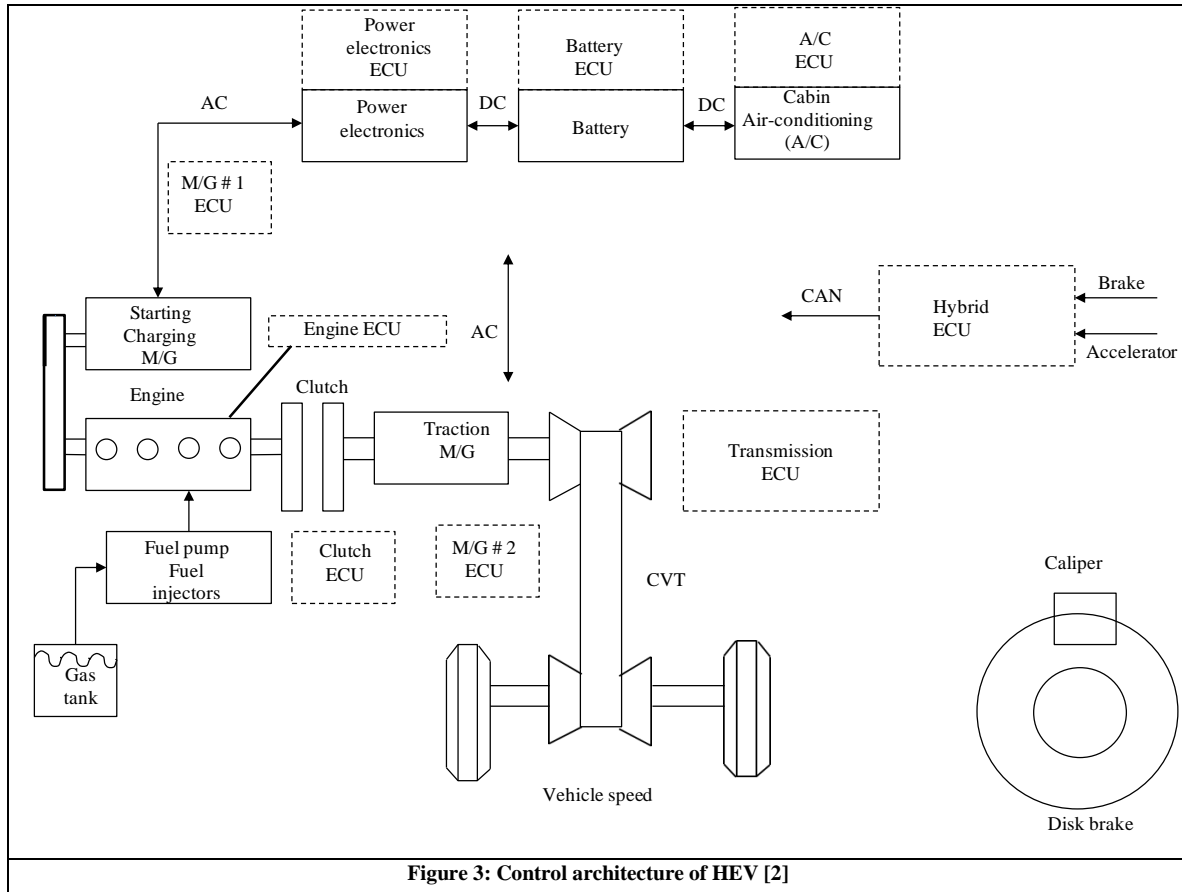 Power
electronics
ECU
Battery
ECU
A/C
ECU
AC
Power
electronics
DC
Battery
DC
Cabin
Air-conditioning
(A/C)
M/G # 1
ECU
Starting
Charging
M/G
Engine ECU
AC
CAN
Hybrid
ECU
Brake
Accelerator
Engine
Clutch
Traction
M/G
Transmission
ECU
Fuel pump
Fuel
injectors
Clutch
ECU
M/G # 2
ECU
CVT
Caliper
Gas
tank
Vehicle speed
Disk brake
Figure 3: Control architecture of HEV [2]